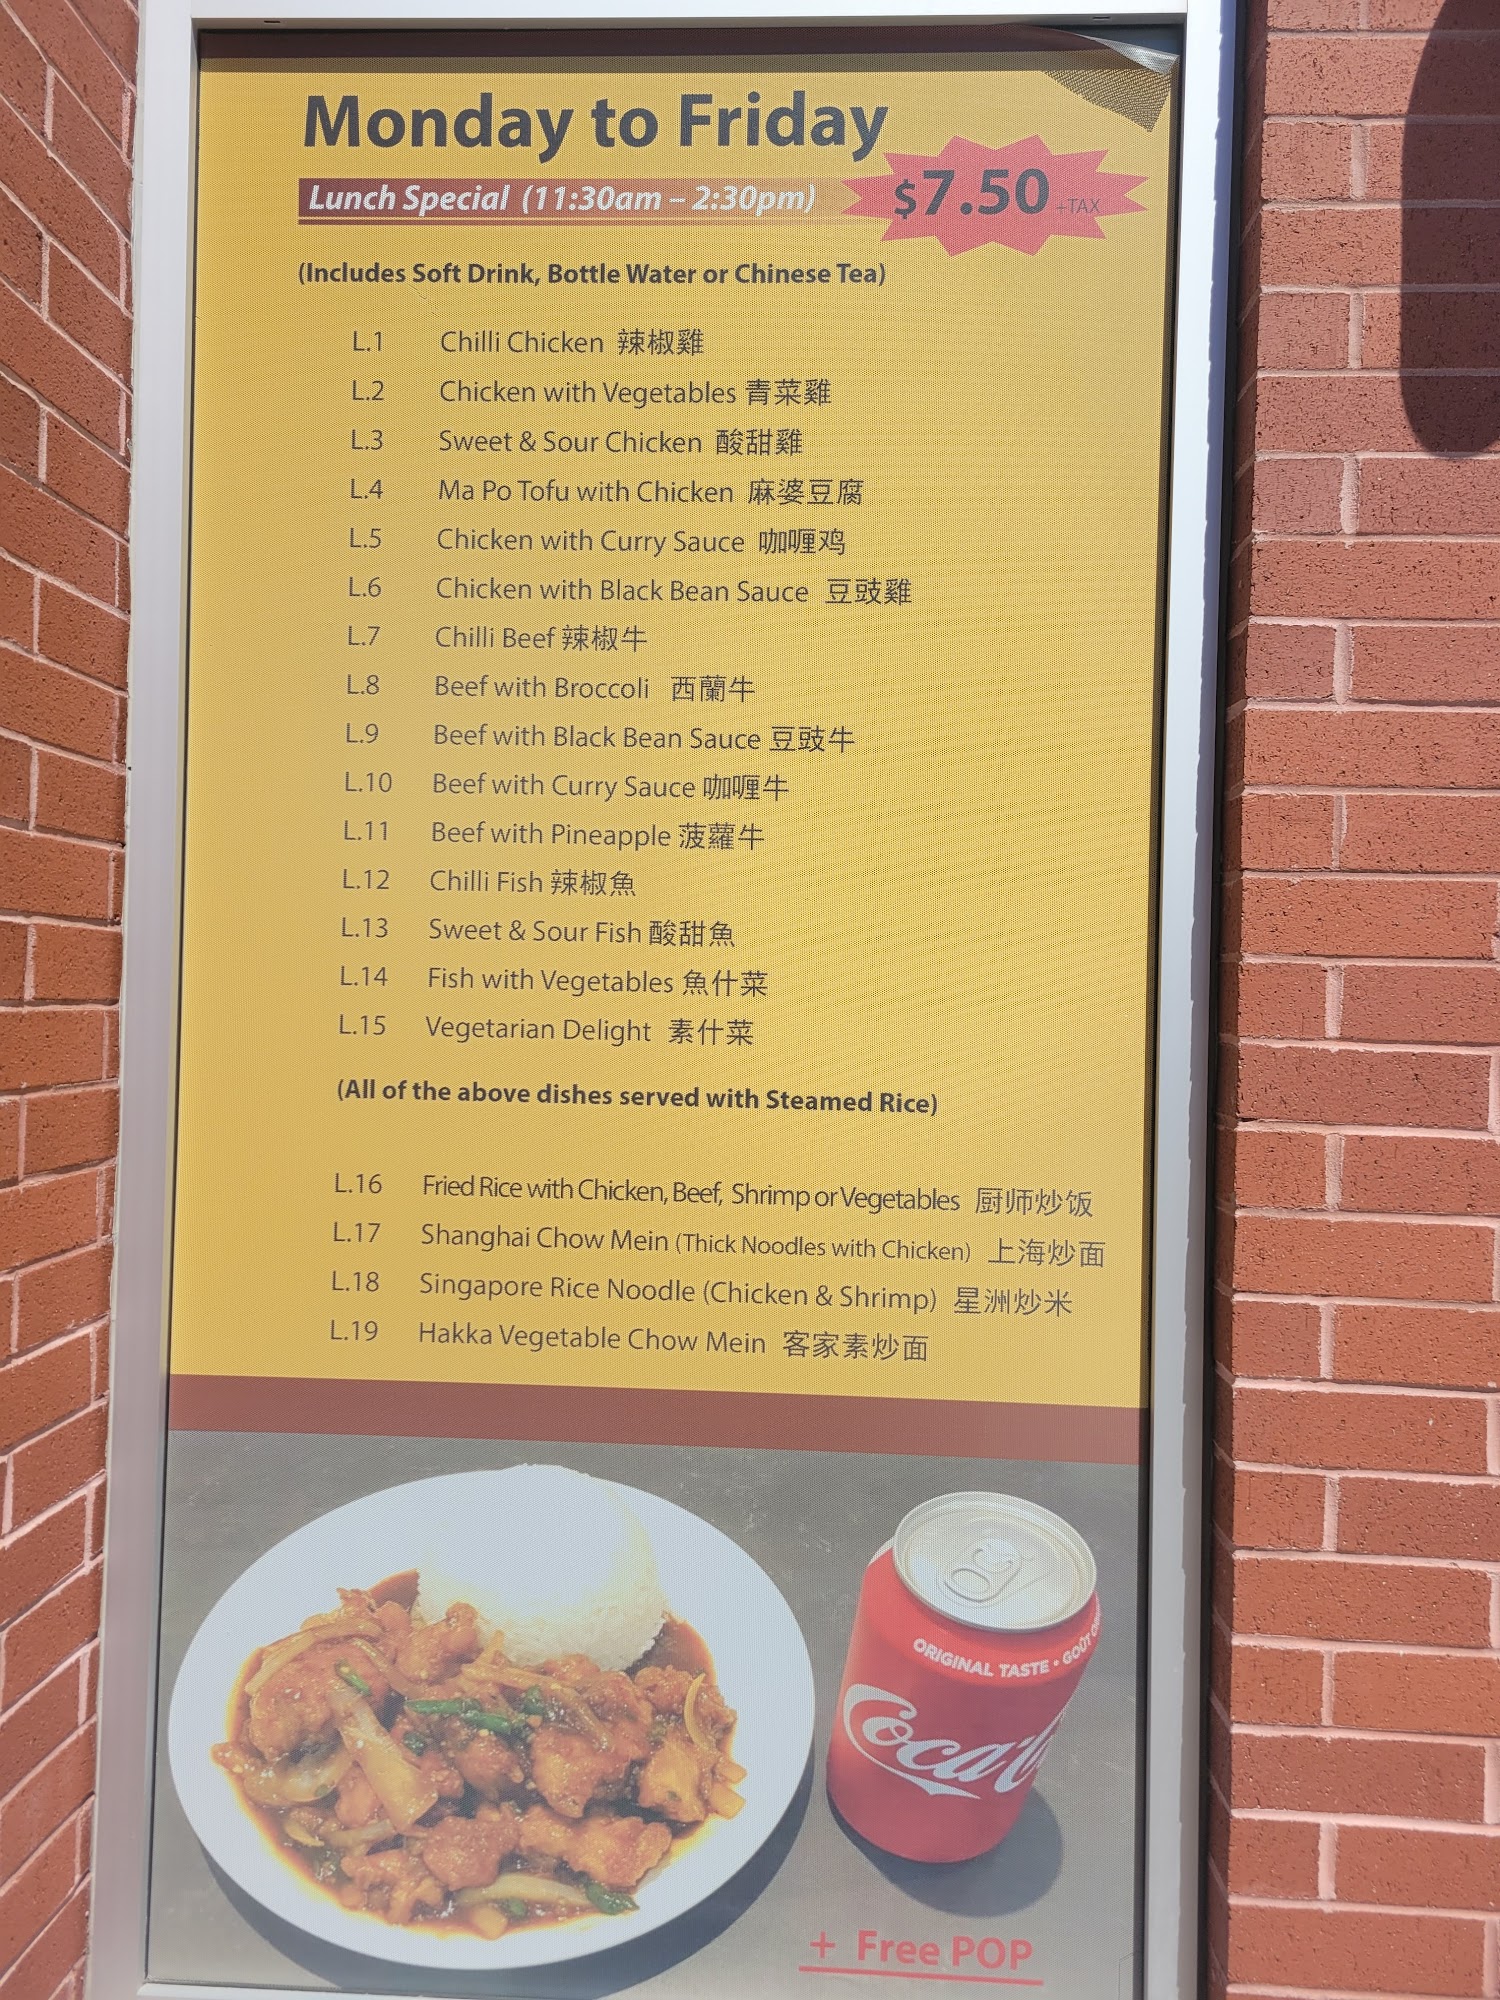 Monday to Friday
Lunch Special (11:30am – 2:30pm)
$7.50 +TAX
(Includes Soft Drink, Bottle Water or Chinese Tea)
L.1 Chilli Chicken 辣椒雞
L.2 Chicken with Vegetables 青菜雞
L.3 Sweet & Sour Chicken 酸甜雞
L.4 Ma Po Tofu with Chicken 麻婆豆腐
L.5 Chicken with Curry Sauce 咖喱鸡
L.6 Chicken with Black Bean Sauce 豆豉雞
L.7 Chilli Beef 辣椒牛
L.8 Beef with Broccoli 西蘭牛
L.9 Beef with Black Bean Sauce 豆豉牛
L.10 Beef with Curry Sauce 咖喱牛
L.11 Beef with Pineapple 菠蘿牛
L.12 Chilli Fish 辣椒魚
L.13 Sweet & Sour Fish 酸甜魚
L.14 Fish with Vegetables 魚什菜
L.15 Vegetarian Delight 素什菜
(All of the above dishes served with Steamed Rice)
L.16 Fried Rice with Chicken, Beef, Shrimp or Vegetables 厨师炒饭
L.17 Shanghai Chow Mein (Thick Noodles with Chicken) 上海炒面
L.18 Singapore Rice Noodle (Chicken & Shrimp) 星洲炒米
L.19 Hakka Vegetable Chow Mein 客家素炒面
ORIGINAL TASTE • GOÛT
Coca
+ Free POP